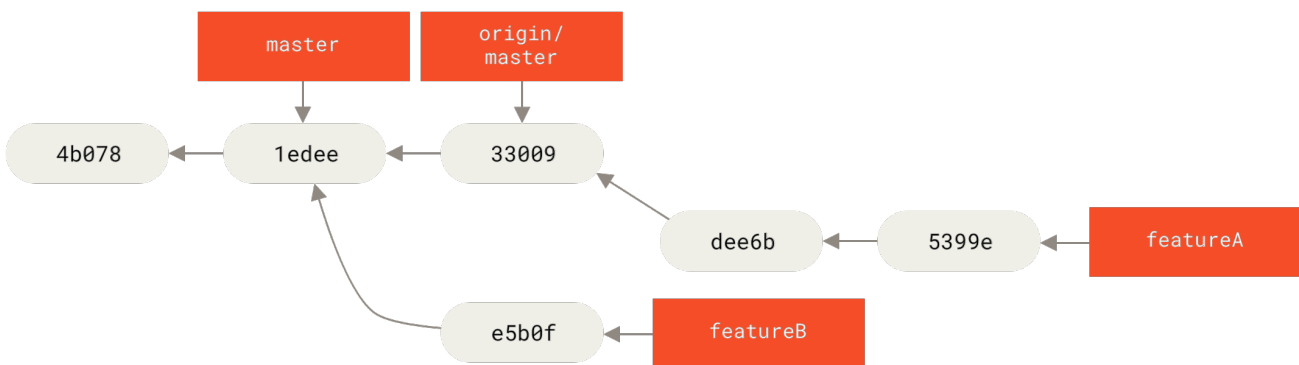 master
origin/
master
4b078
1edee
33009
dee6b
5399e
featureA
e5b0f
featureB